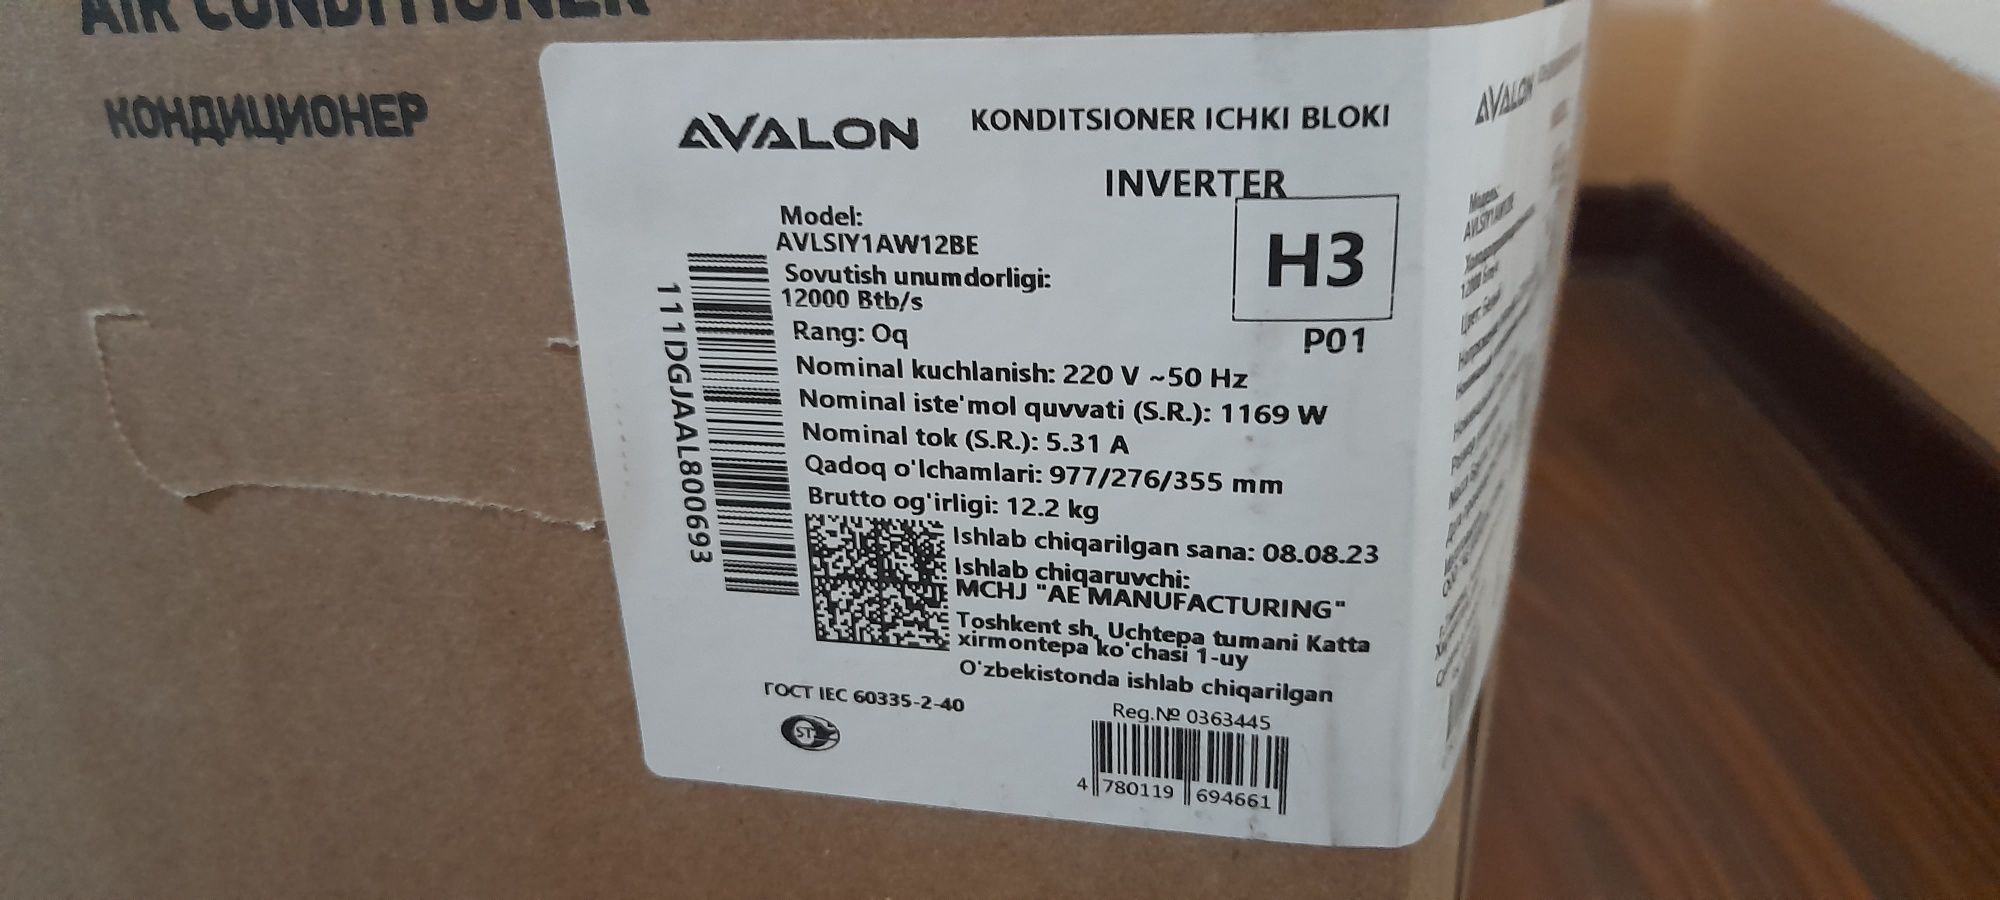 AIR CONDITIONER
КОНДИЦИОНЕР
AVALON
KONDITSIONER ICHKI BLOKI
INVERTER
H3
P01
Model:
AVLSIY1AW12BE
Sovutish unumdorligi:
12000 Btb/s
Rang: Oq
Nominal kuchlanish: 220 V ~50 Hz
Nominal iste'mol quvvati (S.R.): 1169 W
Nominal tok (S.R.): 5.31 A
Qadoq o'lchamlari: 977/276/355 mm
Brutto og'irligi: 12.2 kg
111DGJAAL800693
Ishlab chiqarilgan sana: 08.08.23
Ishlab chiqaruvchi:
MCHJ "AE MANUFACTURING"
Toshkent sh, Uchtepa tumani Katta
xirmontepa ko'chasi 1-uy
O'zbekistonda ishlab chiqarilgan
ГОСТ IEC 60335-2-40
ST
Reg.№ 0363445
4 780119 694661
AVALON
Модель: